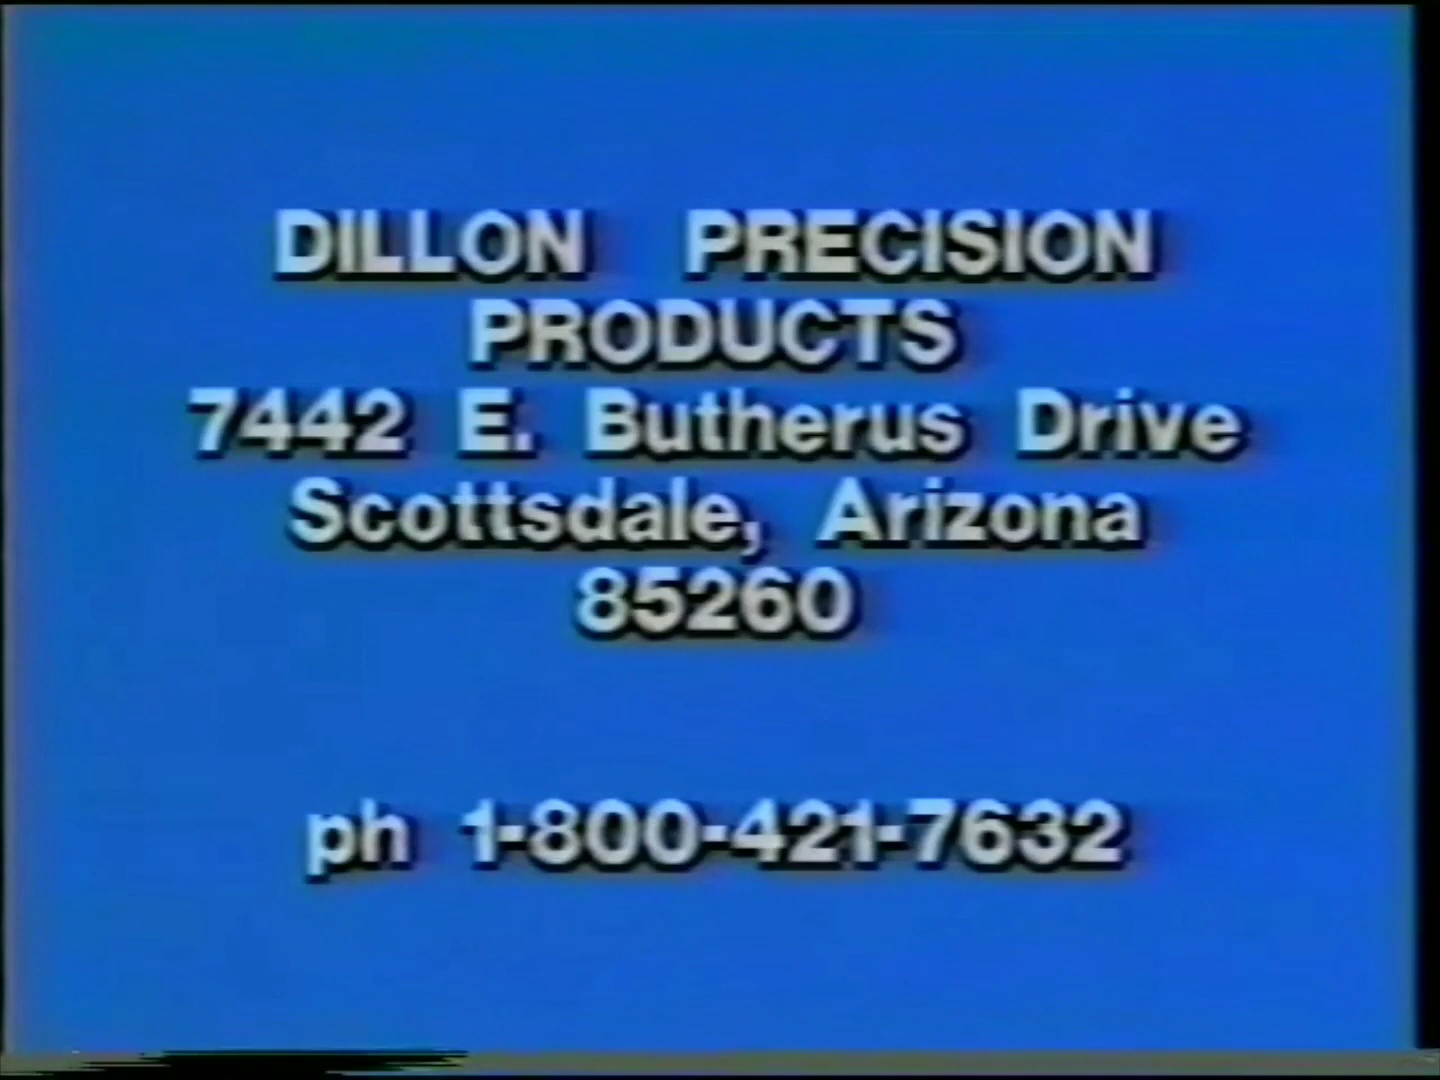 DILLON PRECISION
PRODUCTS
7442 E. Butherus Drive
Scottsdale, Arizona
85260
ph 1-800-421-7632